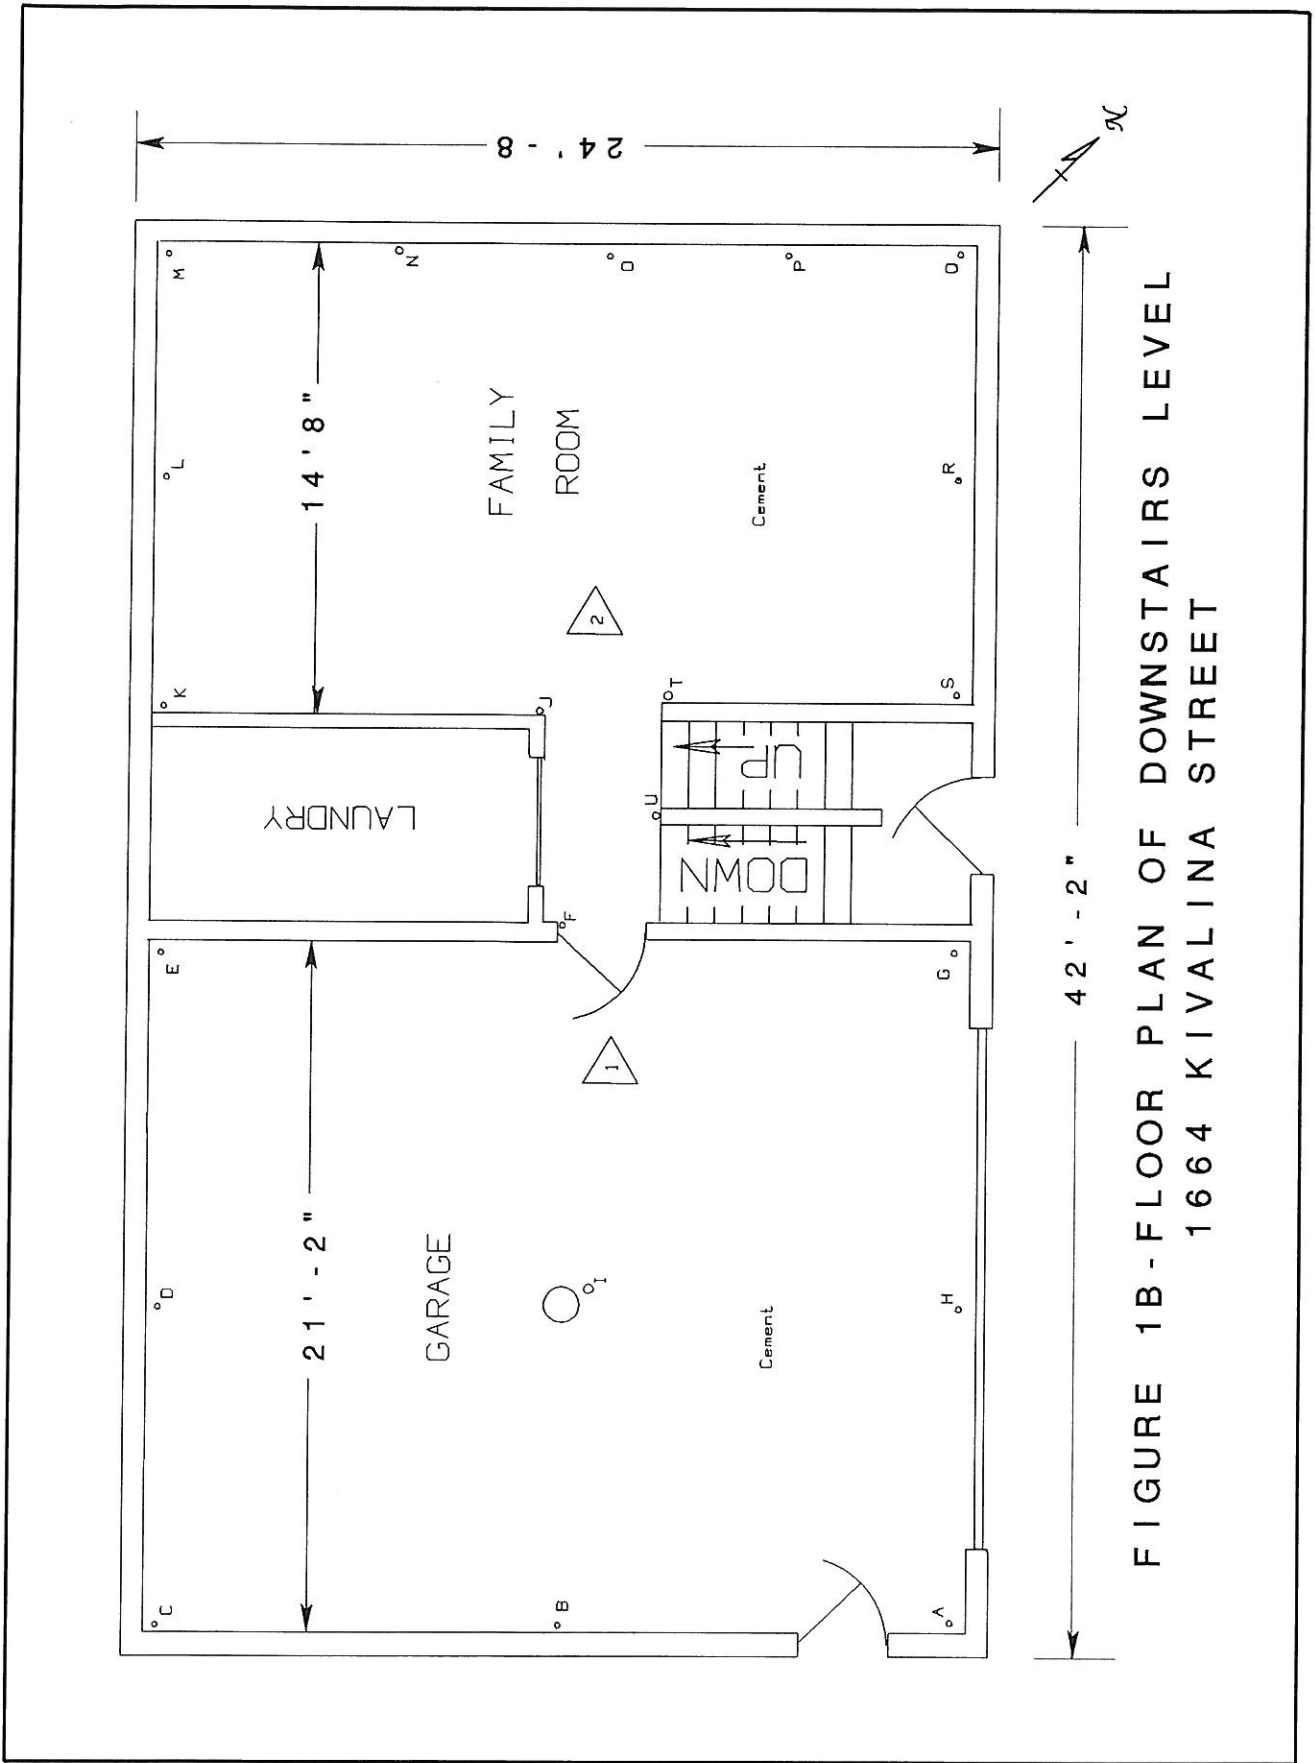 24'-8
N
M
N
O
P
Q
14'8"
FAMILY
ROOM
L
Cement
R
2
K
J
T
S
LAUNDRY
UP
U
DOWN
F
E
G
42'-2"
21'-2"
1
GARAGE
D
I
Cement
H
C
B
A
FIGURE 1B-FLOOR PLAN OF DOWNSTAIRS LEVEL
1664 KIVALINA STREET